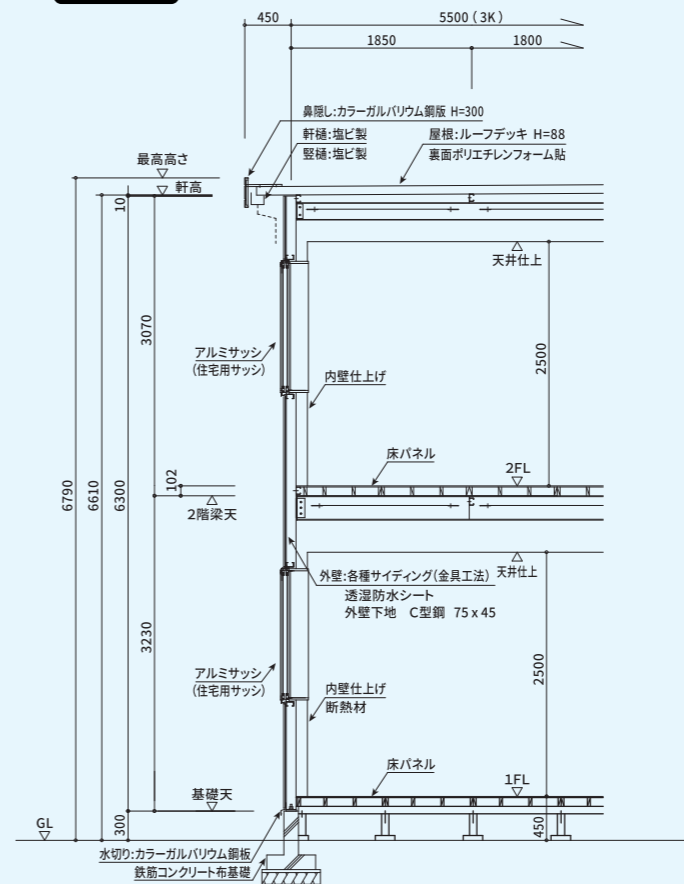 450
5500 (3K)
1850
1800
鼻隠し:カラーガルバリウム鋼版 H=300
軒樋:塩ビ製
竪樋:塩ビ製
屋根:ルーフデッキ H=88
裏面ポリエチレンフォーム貼
最高高さ
軒高
10
天井仕上
3070
アルミサッシ
(住宅用サッシ)
内壁仕上げ
2500
床パネル
2FL
102
2階梁天
6790
6610
6300
外壁:各種サイディング(金具工法)
透湿防水シート
外壁下地 C型鋼 75 x 45
天井仕上
3230
アルミサッシ
(住宅用サッシ)
内壁仕上げ
断熱材
2500
床パネル
1FL
基礎天
GL
300
450
水切り:カラーガルバリウム鋼板
鉄筋コンクリート布基礎